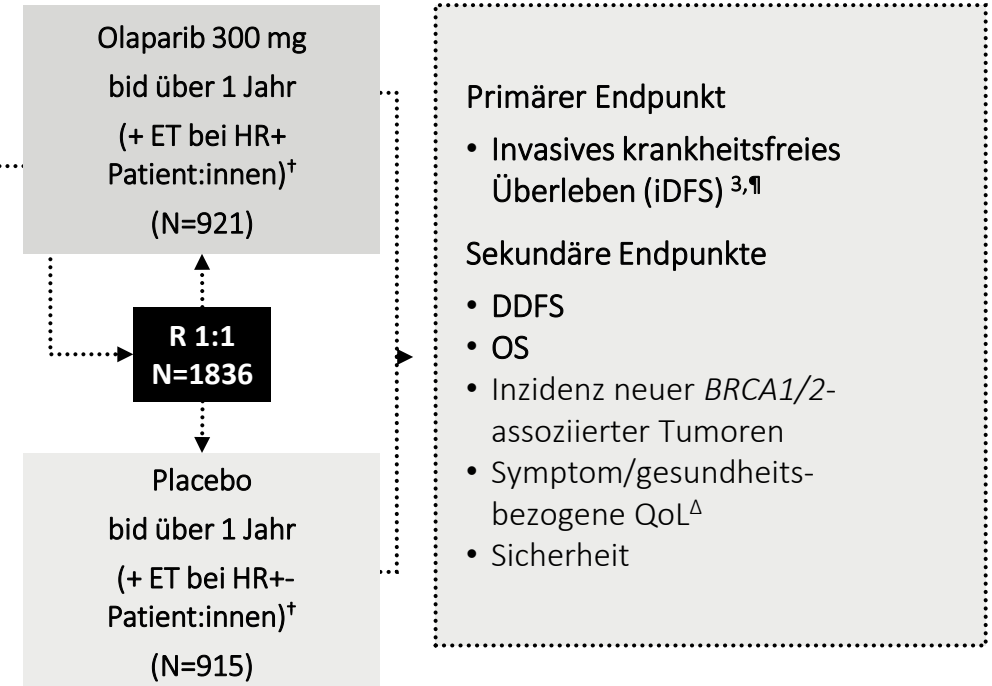 Olaparib 300 mg
bid über 1 Jahr
(+ ET bei HR+
Patient:innen)†
(N=921)
R 1:1
N=1836
Placebo
bid über 1 Jahr
(+ ET bei HR+-
Patient:innen)†
(N=915)
Primärer Endpunkt
• Invasives krankheitsfreies
Überleben (iDFS) 3,¶
Sekundäre Endpunkte
• DDFS
• OS
• Inzidenz neuer BRCA1/2-
assoziierter Tumoren
• Symptom/gesundheits-
bezogene QoLΔ
• Sicherheit